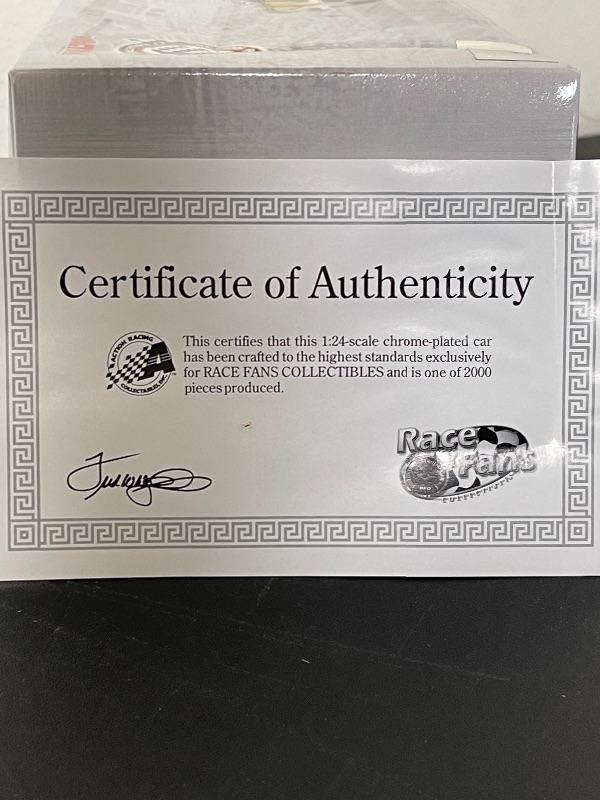 Certificate of Authenticity
This certifies that this 1:24-scale chrome-plated car
has been crafted to the highest standards exclusively
for RACE FANS COLLECTIBLES and is one of 2000
pieces produced.
ACTION RACING
COLLECTABLES, INC.
Race
Fans